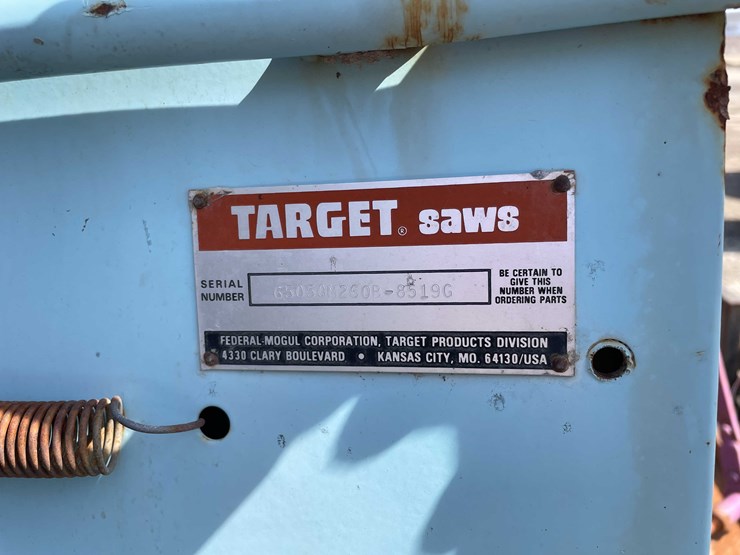 TARGET® saws
SERIAL NUMBER
BE CERTAIN TO
GIVE THIS
NUMBER WHEN
ORDERING PARTS
FEDERAL-MOGUL CORPORATION, TARGET PRODUCTS DIVISION
4330 CLARY BOULEVARD • KANSAS CITY, MO. 64130/USA